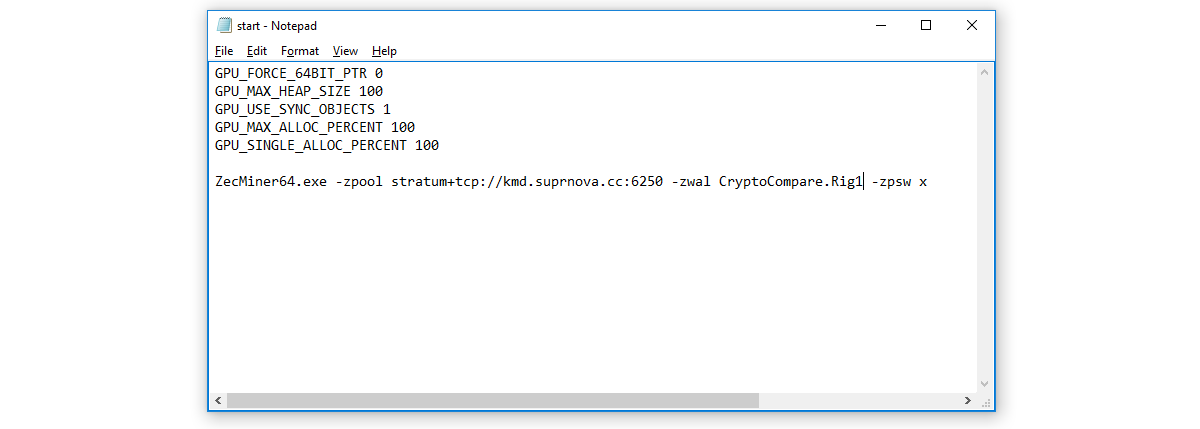 start - Notepad
File Edit Format View Help
GPU_FORCE_64BIT_PTR 0
GPU_MAX_HEAP_SIZE 100
GPU_USE_SYNC_OBJECTS 1
GPU_MAX_ALLOC_PERCENT 100
GPU_SINGLE_ALLOC_PERCENT 100
ZecMiner64.exe -zpool stratum+tcp://kmd.suprnova.cc:6250 -zwal CryptoCompare.Rig1 -zpsw x